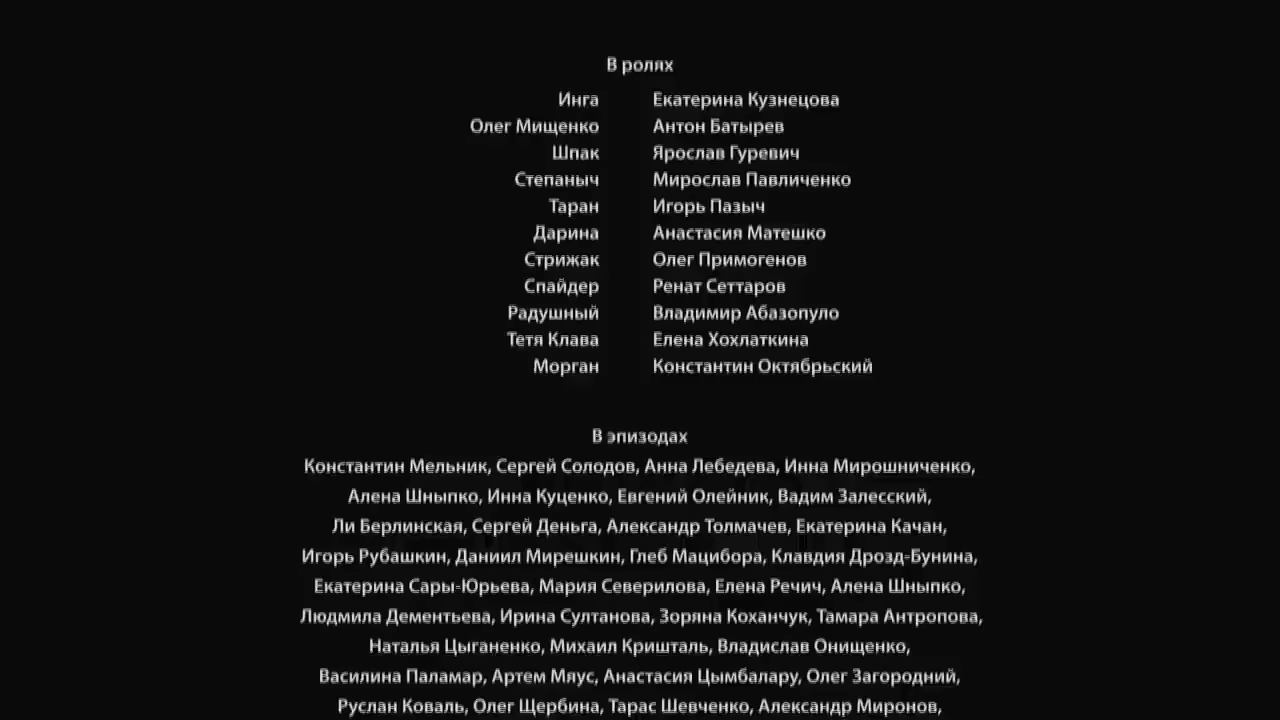 В ролях
Инга Екатерина Кузнецова
Олег Мищенко Антон Батырев
Шпак Ярослав Гуревич
Степаныч Мирослав Павличенко
Таран Игорь Пазыч
Дарина Анастасия Матешко
Стрижак Олег Примогенов
Спайдер Ренат Сеттаров
Радушный Владимир Абазопуло
Тетя Клава Елена Хохлаткина
Морган Константин Октябрьский
В эпизодах
Константин Мельник, Сергей Солодов, Анна Лебедева, Инна Мирошниченко,
Алена Шныпко, Инна Куценко, Евгений Олейник, Вадим Залесский,
Ли Берлинская, Сергей Деньга, Александр Толмачев, Екатерина Качан,
Игорь Рубашкин, Даниил Мирешкин, Глеб Мацибора, Клавдия Дрозд-Бунина,
Екатерина Сары-Юрьева, Мария Северилова, Елена Речич, Алена Шныпко,
Людмила Дементьева, Ирина Султанова, Зоряна Коханчук, Тамара Антропова,
Наталья Цыганенко, Михаил Кришталь, Владислав Онищенко,
Василина Паламар, Артем Мяус, Анастасия Цымбалару, Олег Загородний,
Руслан Коваль, Олег Щербина, Тарас Шевченко, Александр Миронов,